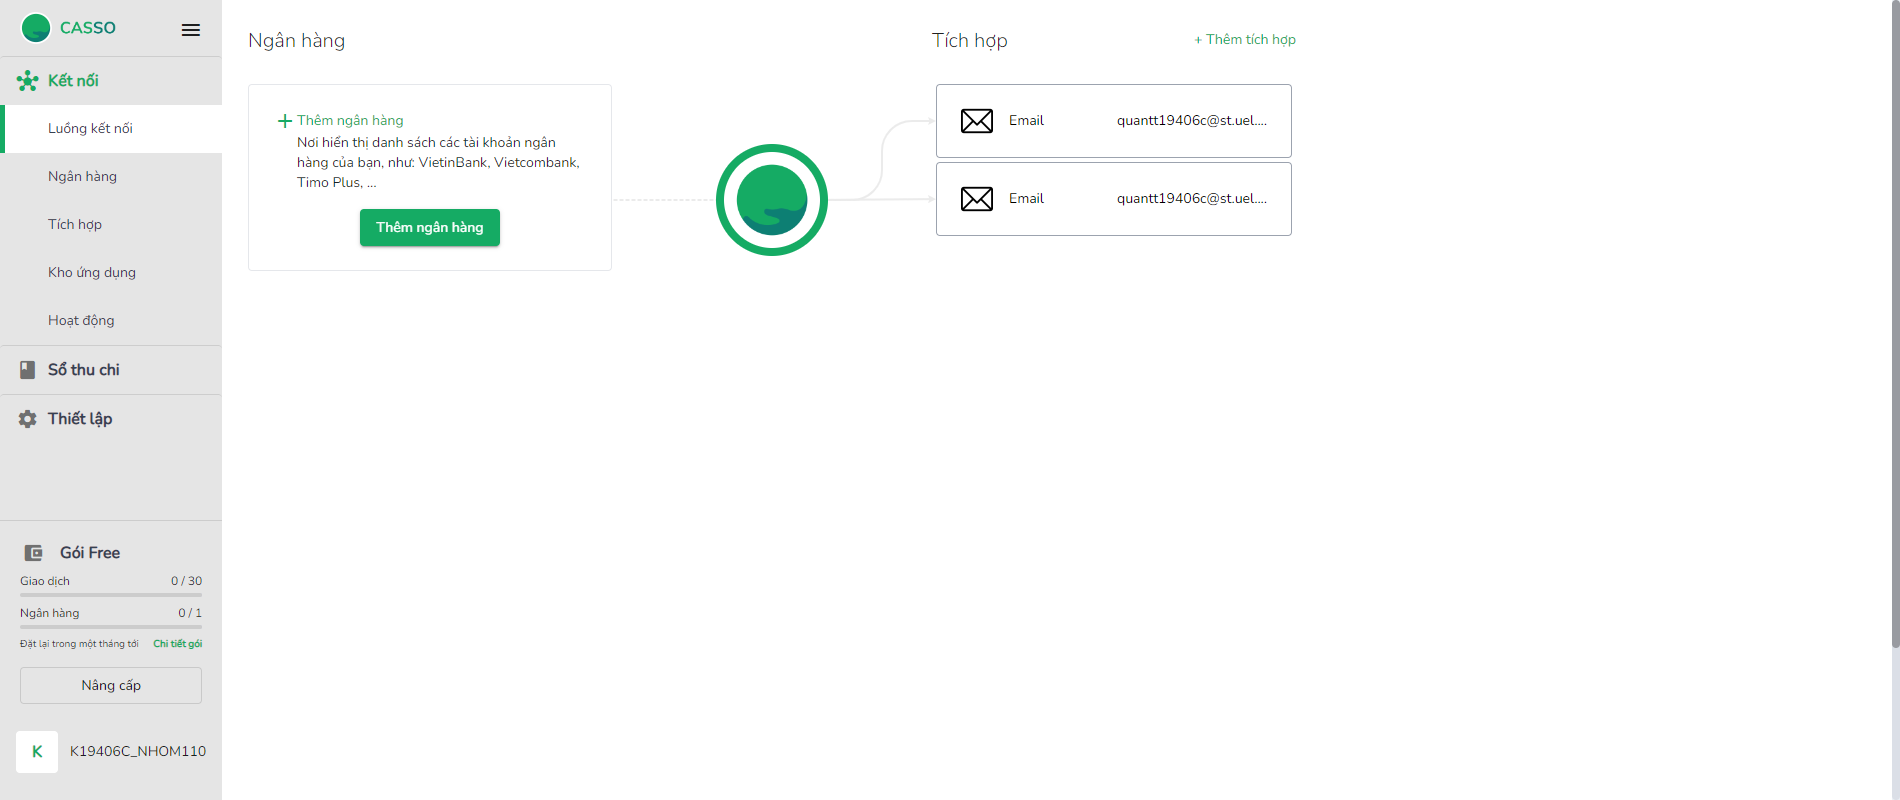 CASSO
Kết nối
Luồng kết nối
Ngân hàng
Tích hợp
Kho ứng dụng
Hoạt động
Sổ thu chi
Thiết lập
Gói Free
Giao dịch 0 / 30
Ngân hàng 0 / 1
Đặt lại trong một tháng tới Chi tiết gói
Nâng cấp
K K19406C_NHOM110
Ngân hàng
+ Thêm ngân hàng
Nơi hiển thị danh sách các tài khoản ngân
hàng của bạn, như: VietinBank, Vietcombank,
Timo Plus, ...
Thêm ngân hàng
Tích hợp + Thêm tích hợp
Email quantt19406c@st.uel....
Email quantt19406c@st.uel....